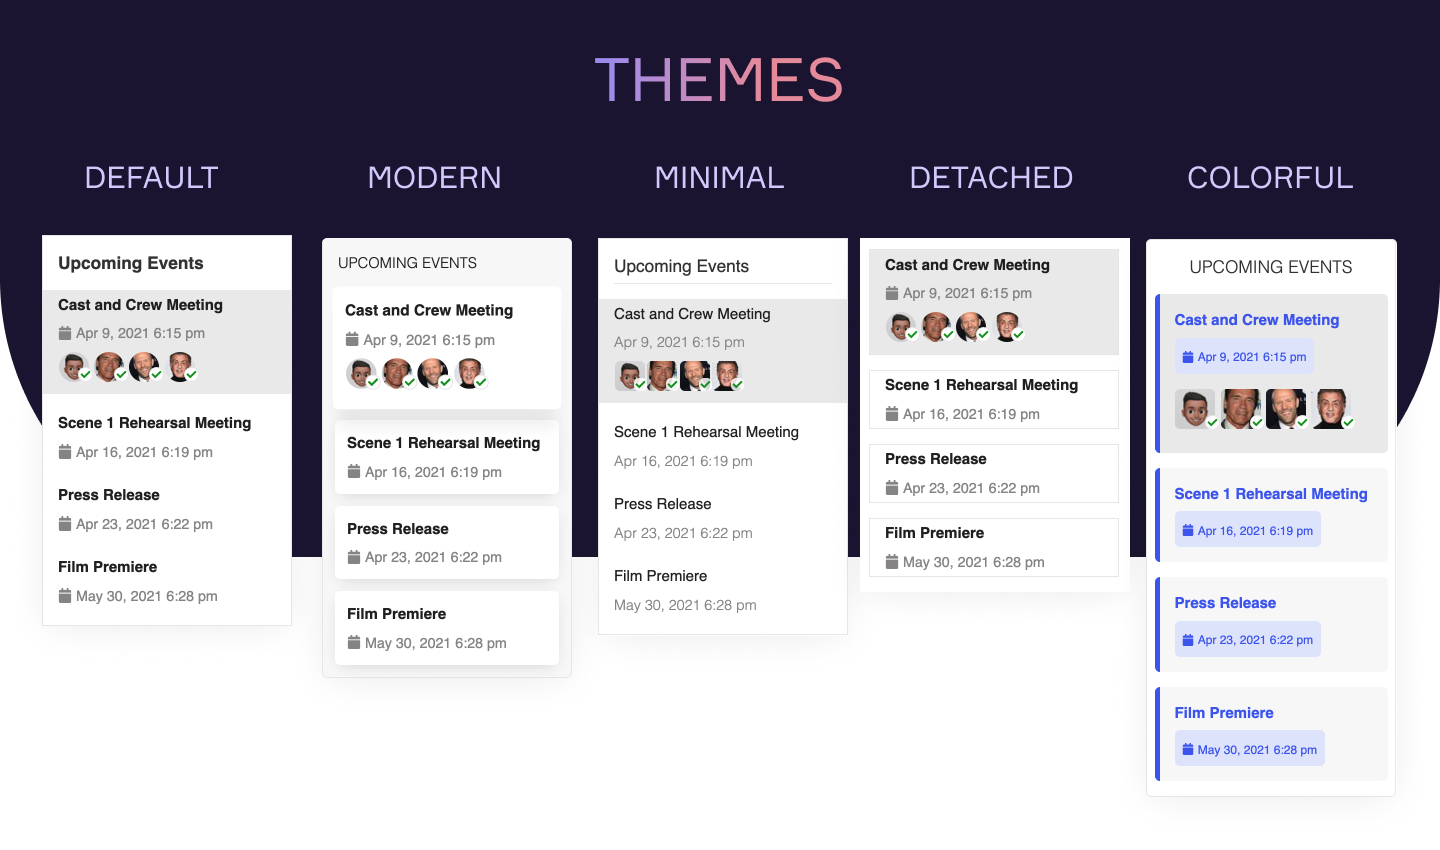 THEMES
DEFAULT
Upcoming Events
Cast and Crew Meeting
Apr 9, 2021 6:15 pm
Scene 1 Rehearsal Meeting
Apr 16, 2021 6:19 pm
Press Release
Apr 23, 2021 6:22 pm
Film Premiere
May 30, 2021 6:28 pm
MODERN
UPCOMING EVENTS
Cast and Crew Meeting
Apr 9, 2021 6:15 pm
Scene 1 Rehearsal Meeting
Apr 16, 2021 6:19 pm
Press Release
Apr 23, 2021 6:22 pm
Film Premiere
May 30, 2021 6:28 pm
MINIMAL
Upcoming Events
Cast and Crew Meeting
Apr 9, 2021 6:15 pm
Scene 1 Rehearsal Meeting
Apr 16, 2021 6:19 pm
Press Release
Apr 23, 2021 6:22 pm
Film Premiere
May 30, 2021 6:28 pm
DETACHED
Cast and Crew Meeting
Apr 9, 2021 6:15 pm
Scene 1 Rehearsal Meeting
Apr 16, 2021 6:19 pm
Press Release
Apr 23, 2021 6:22 pm
Film Premiere
May 30, 2021 6:28 pm
COLORFUL
UPCOMING EVENTS
Cast and Crew Meeting
Apr 9, 2021 6:15 pm
Scene 1 Rehearsal Meeting
Apr 16, 2021 6:19 pm
Press Release
Apr 23, 2021 6:22 pm
Film Premiere
May 30, 2021 6:28 pm